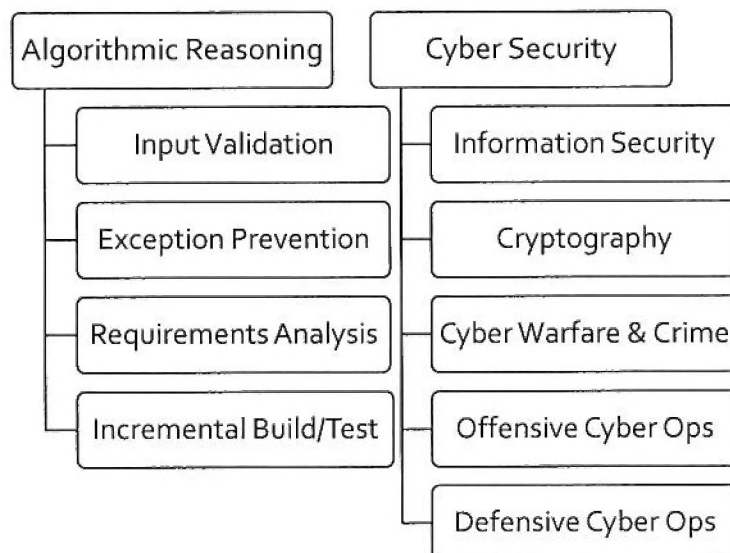 Algorithmic Reasoning
Input Validation
Exception Prevention
Requirements Analysis
Incremental Build/Test
Cyber Security
Information Security
Cryptography
Cyber Warfare & Crime
Offensive Cyber Ops
Defensive Cyber Ops